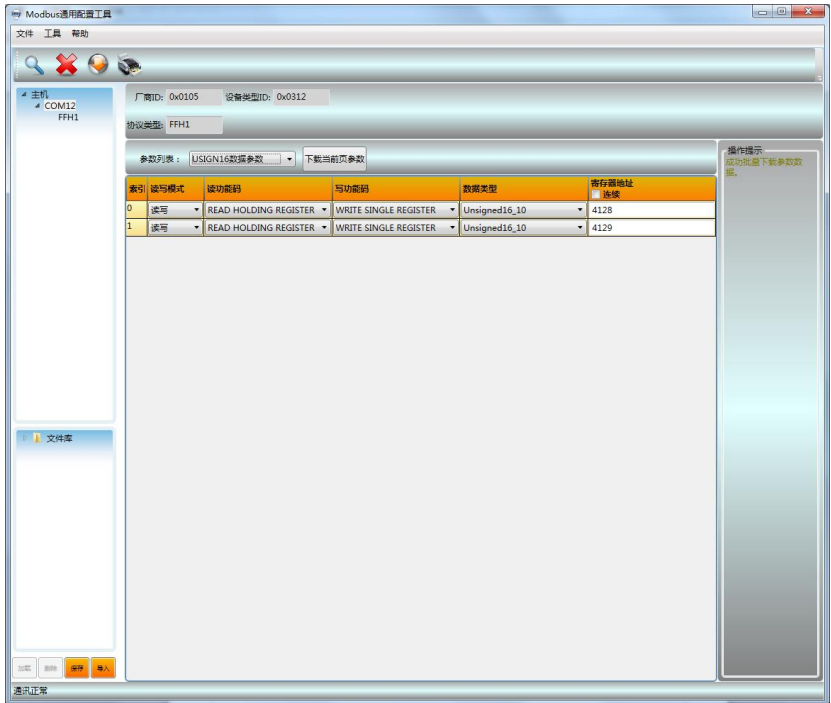 Modbus通用配置工具
文件 工具 帮助
主机
COM12
FFH1
厂商ID: 0x0105 设备类型ID: 0x0312
协议类型: FFH1
参数列表： USIGN16数据参数 下载当前页参数
索引 读写模式 读功能码 写功能码 数据类型 寄存器地址
连续
0 读写 READ HOLDING REGISTER WRITE SINGLE REGISTER Unsigned16_10 4128
1 读写 READ HOLDING REGISTER WRITE SINGLE REGISTER Unsigned16_10 4129
操作提示
成功批量下载参数数
据。
文件库
加载 删除 保存 导入
通讯正常